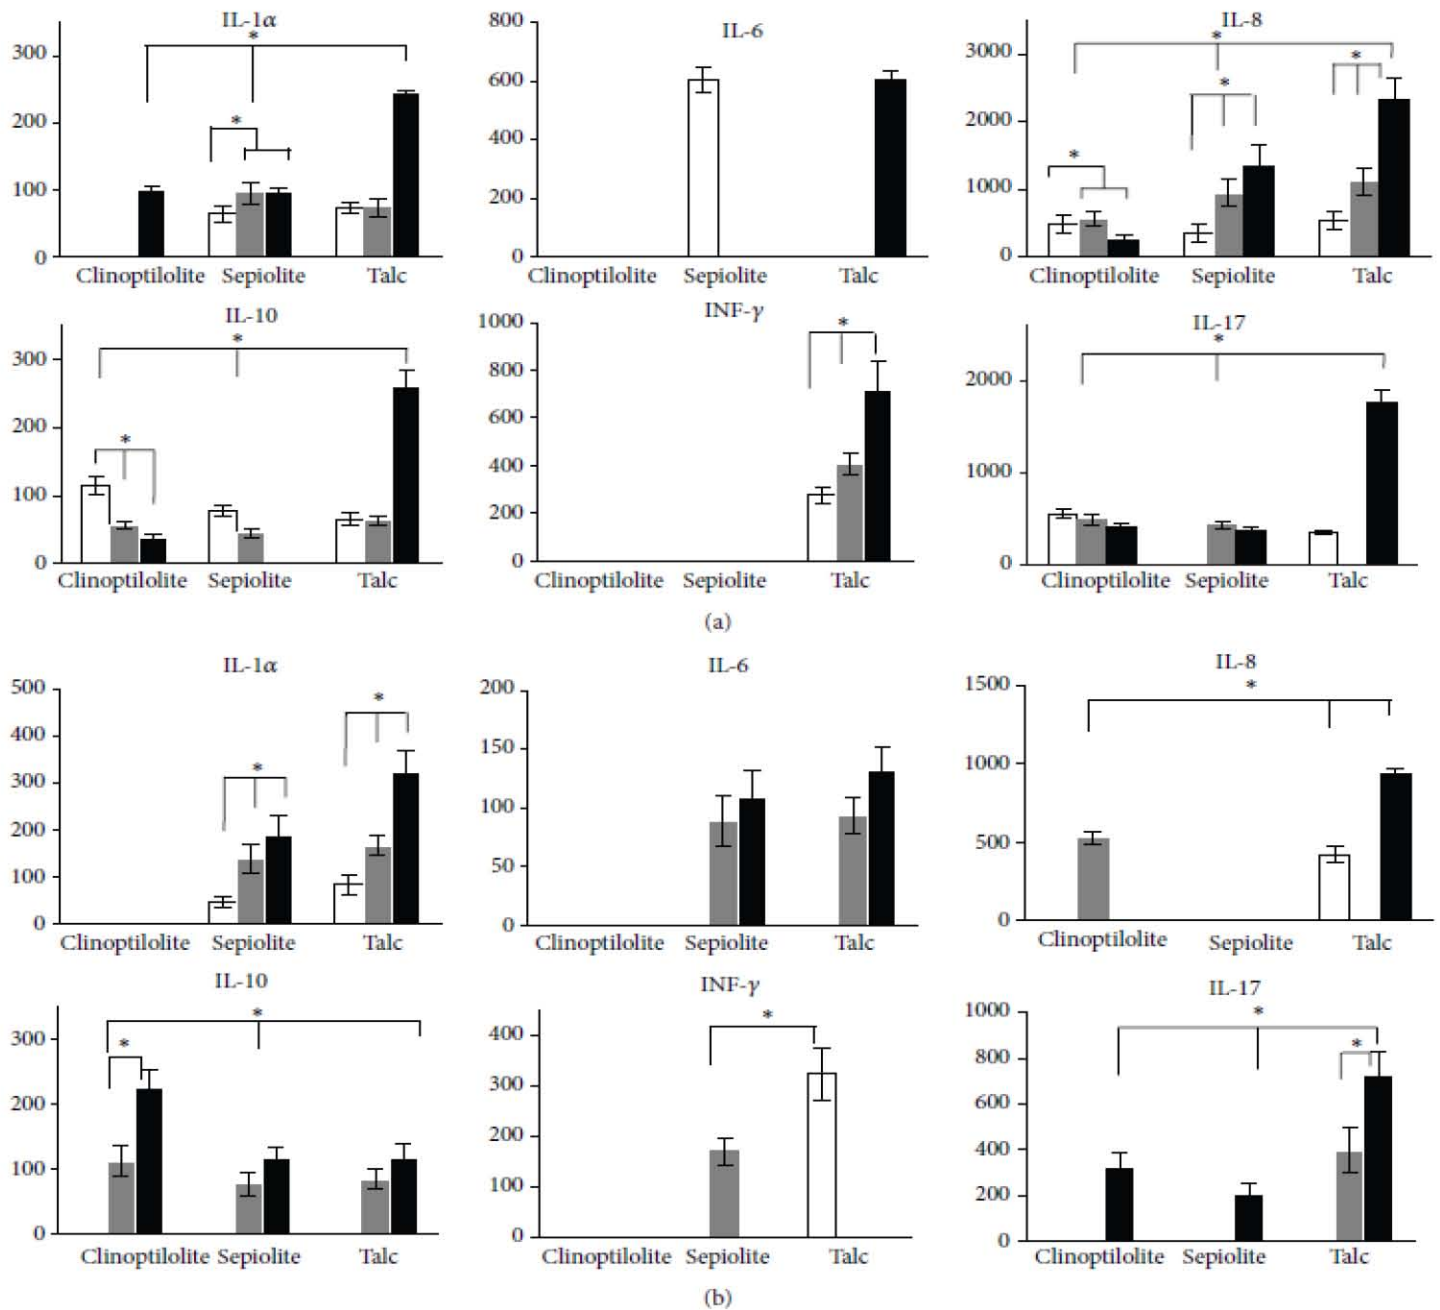 IL-1α
*
300
*
200
100
0
Clinoptilolite Sepiolite Talc
IL-6
800
600
400
200
0
Sepiolite Talc
Clinoptilolite
IL-8
*
3000
*
*
2000
*
1000
0
Clinoptilolite Sepiolite Talc
IL-10
*
300
200
*
100
0
Clinoptilolite Sepiolite Talc
INF-γ
1000
*
800
600
400
200
0
Clinoptilolite Sepiolite Talc
IL-17
*
2000
1000
0
Clinoptilolite Sepiolite Talc
(a)
IL-1α
500
*
400
300
*
200
100
0
Clinoptilolite Sepiolite Talc
IL-6
200
150
100
50
0
Clinoptilolite Sepiolite Talc
IL-8
1500
*
1000
500
0
Clinoptilolite Sepiolite Talc
IL-10
*
300
*
200
100
0
Clinoptilolite Sepiolite Talc
INF-γ
400
*
300
200
100
0
Clinoptilolite Sepiolite Talc
IL-17
1000
*
800
*
600
400
200
0
Clinoptilolite Sepiolite Talc
(b)